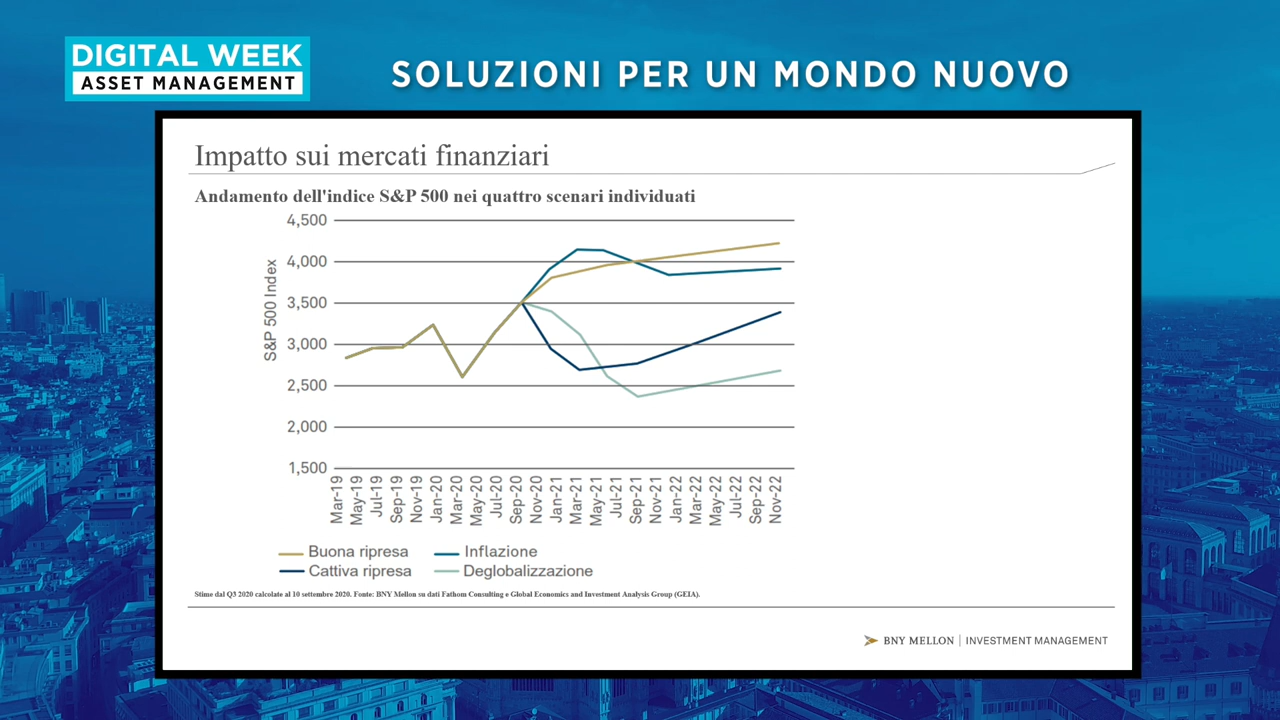 DIGITAL WEEK
ASSET MANAGEMENT
SOLUZIONI PER UN MONDO NUOVO
Impatto sui mercati finanziari
Andamento dell'indice S&P 500 nei quattro scenari individuati
S&P 500 Index
4,500
4,000
3,500
3,000
2,500
2,000
1,500
Mar-19
May-19
Jul-19
Sep-19
Nov-19
Jan-20
Mar-20
May-20
Jul-20
Sep-20
Nov-20
Jan-21
Mar-21
May-21
Jul-21
Sep-21
Nov-21
Jan-22
Mar-22
May-22
Jul-22
Sep-22
Nov-22
Buona ripresa
Inflazione
Cattiva ripresa
Deglobalizzazione
Stime dal Q3 2020 calcolate al 10 settembre 2020. Fonte: BNY Mellon su dati Fathom Consulting e Global Economics and Investment Analysis Group (GEIA).
BNY MELLON | INVESTMENT MANAGEMENT